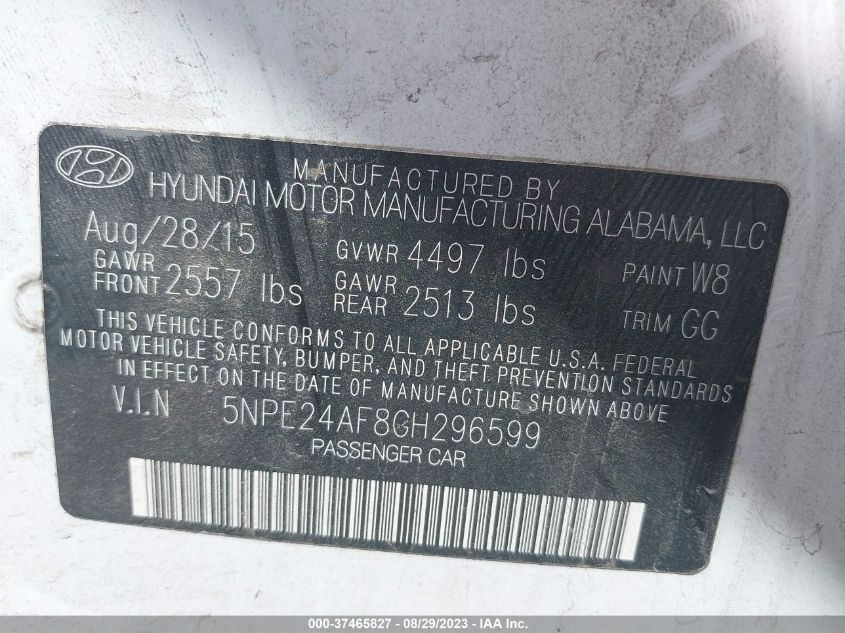 MANUFACTURED BY
HYUNDAI MOTOR MANUFACTURING ALABAMA, LLC
Aug/28/15 GVWR 4497 lbs PAINT W8
GAWR FRONT 2557 lbs GAWR REAR 2513 lbs TRIM GG
THIS VEHICLE CONFORMS TO ALL APPLICABLE U.S.A. FEDERAL
MOTOR VEHICLE SAFETY, BUMPER, AND THEFT PREVENTION STANDARDS
IN EFFECT ON THE DATE OF MANUFACTURE SHOWN ABOVE
V.I.N 5NPE24AF8GH296599
PASSENGER CAR
000-37465827 - 08/29/2023 - IAA Inc.